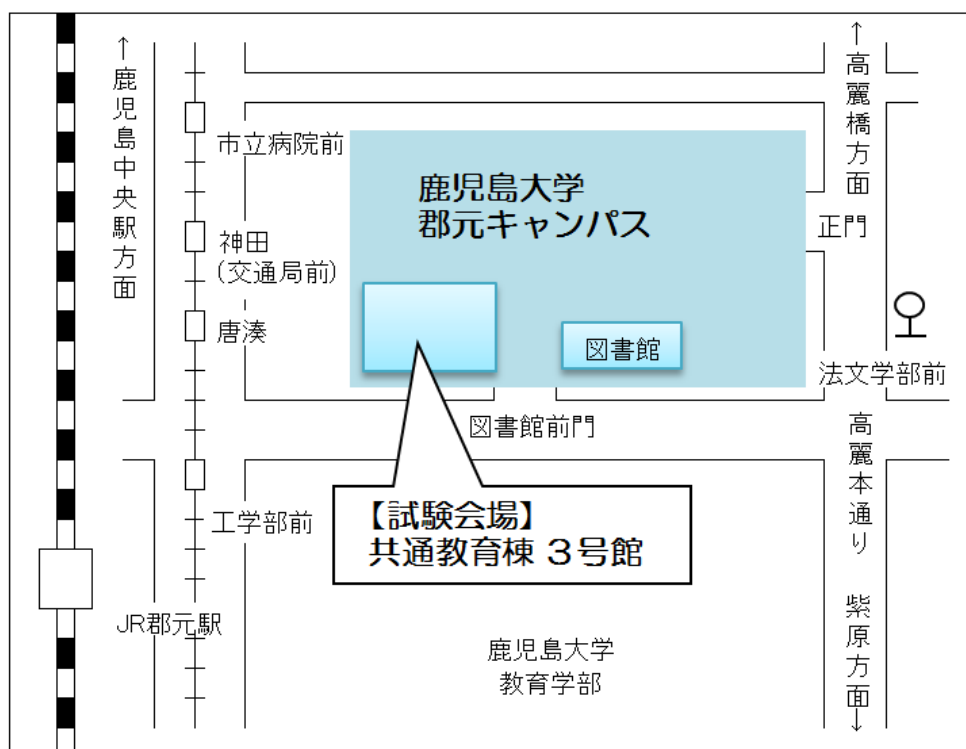 ↑鹿児島中央駅方面
市立病院前
神田
(交通局前)
唐湊
工学部前
JR郡元駅
鹿児島大学
郡元キャンパス
図書館
図書館前門
【試験会場】
共通教育棟 3号館
鹿児島大学
教育学部
↑高麗橋方面
正門
法文学部前
高麗本通り
紫原方面↓